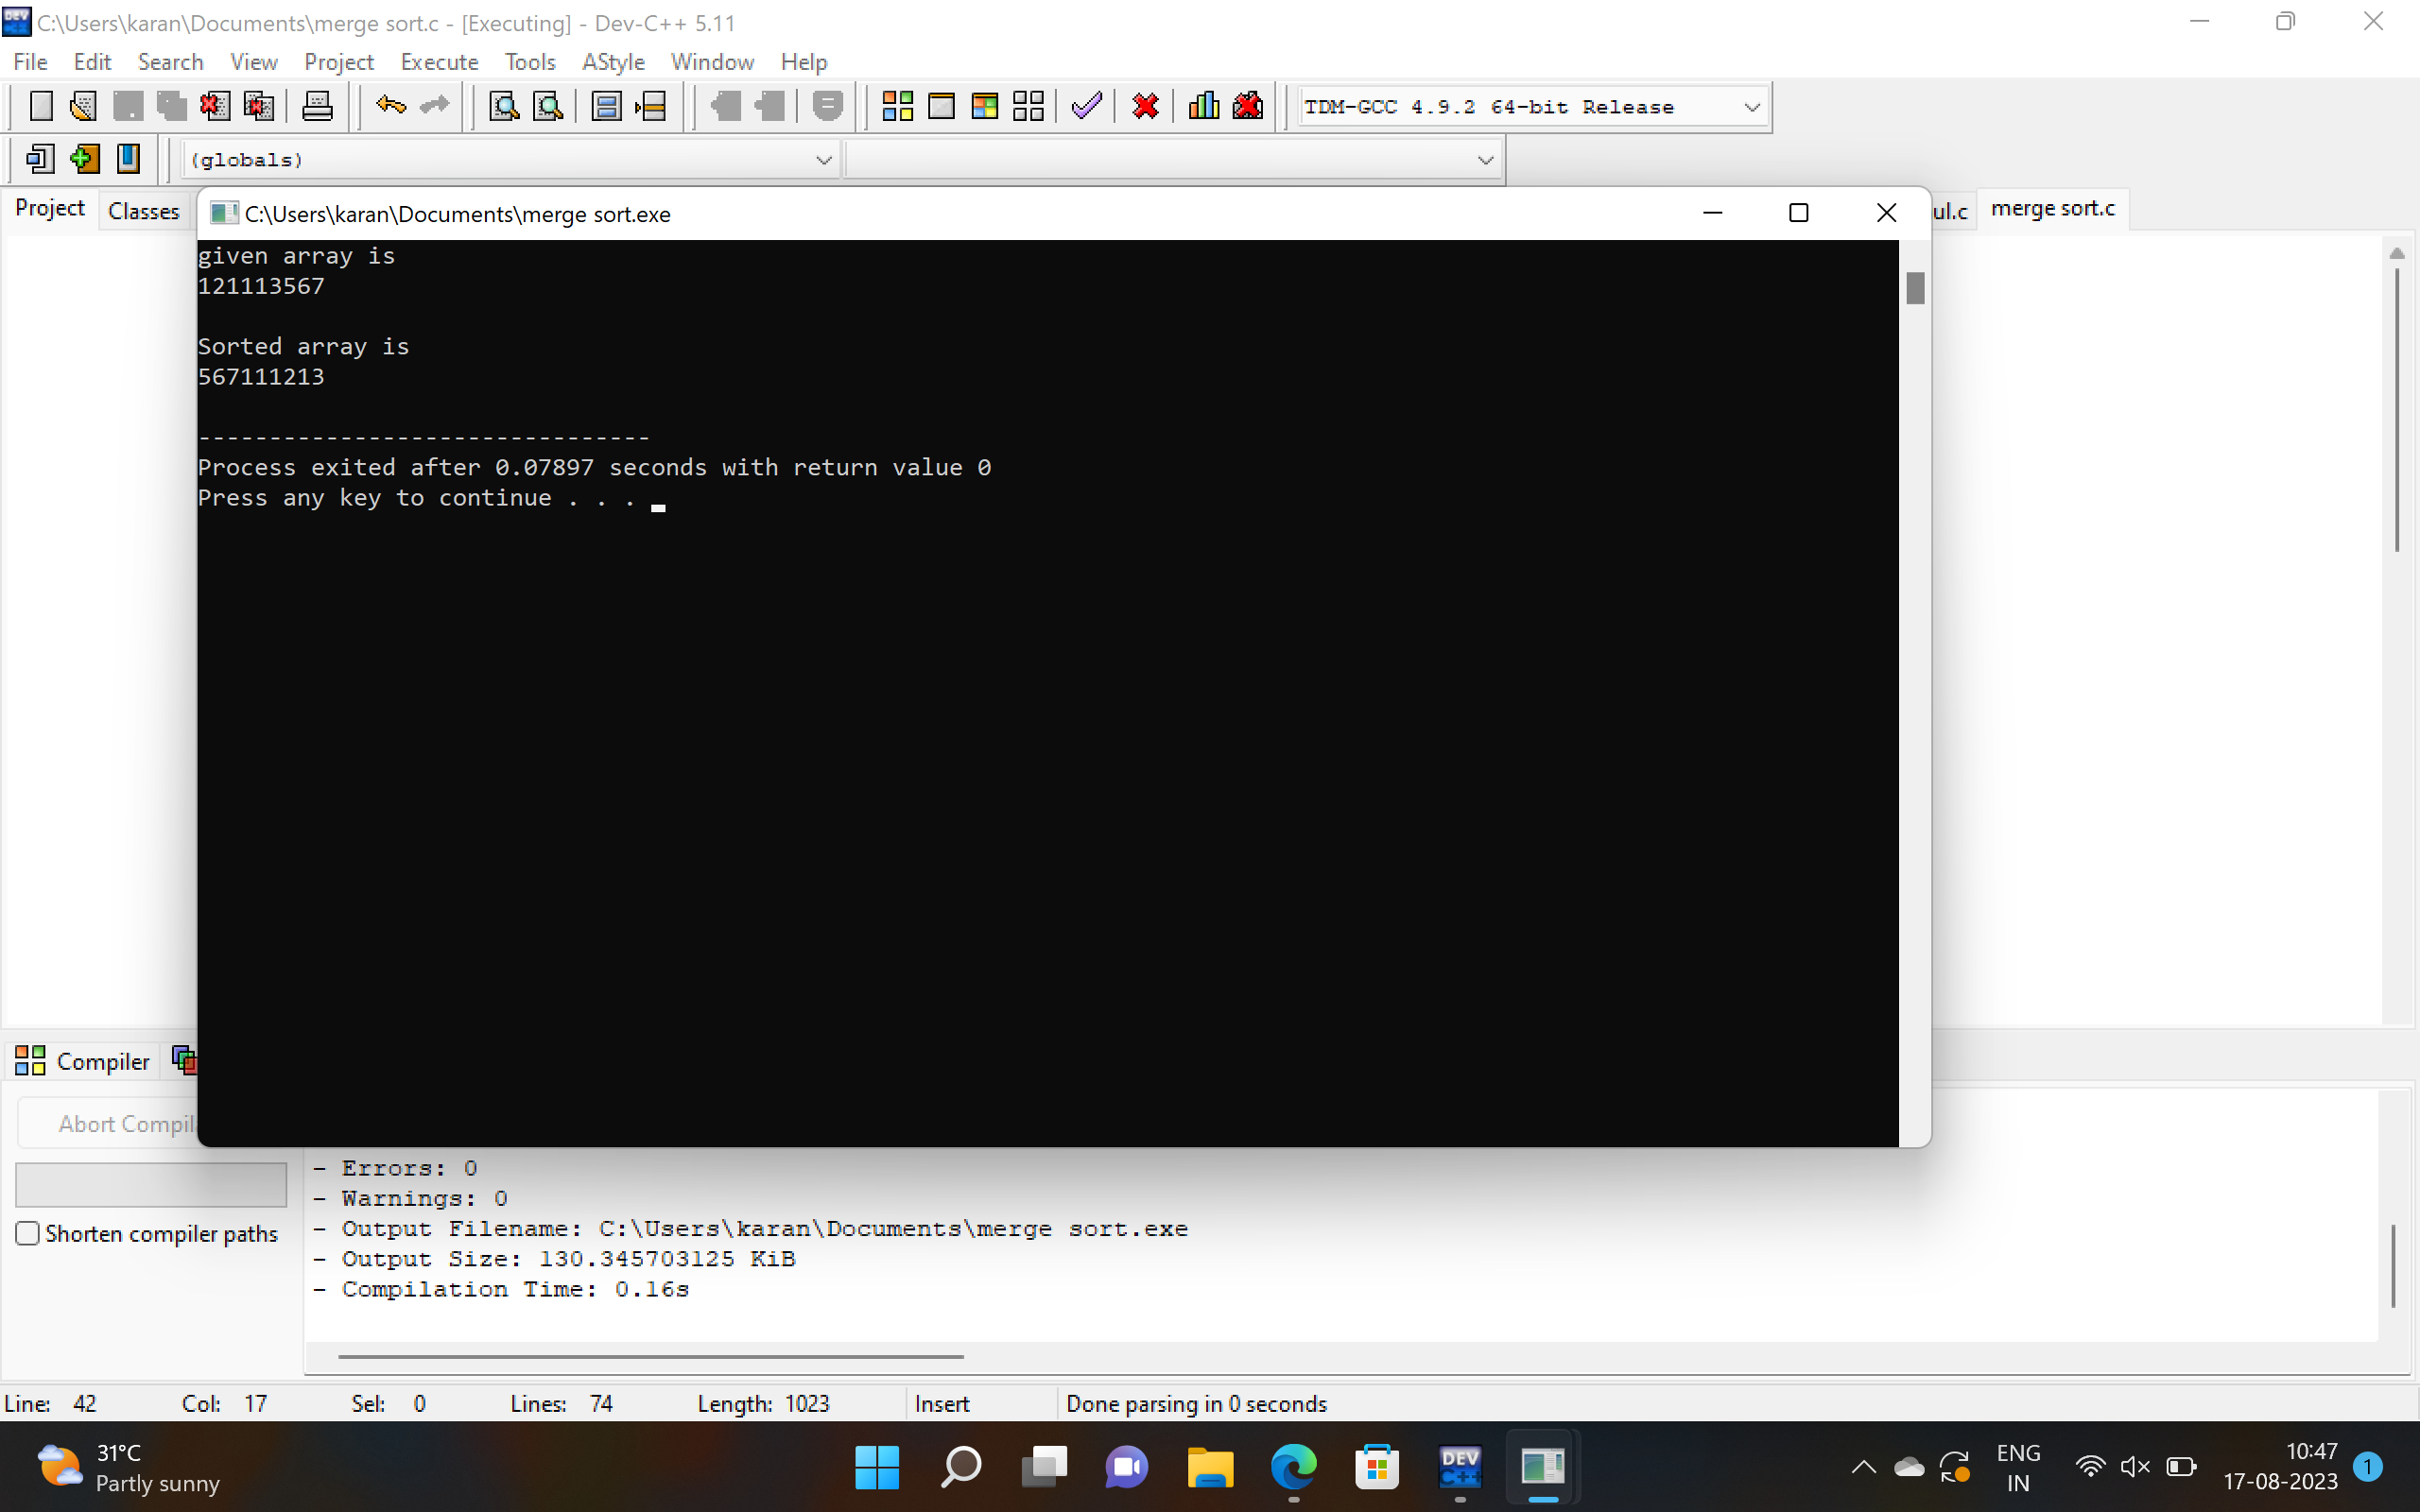 C:\Users\karan\Documents\merge sort.c - [Executing] - Dev-C++ 5.11
File Edit Search View Project Execute Tools AStyle Window Help
TDM-GCC 4.9.2 64-bit Release
(globals)
Project Classes
C:\Users\karan\Documents\merge sort.exe
ul.c merge sort.c
given array is
121113567
Sorted array is
567111213
--------------------------------
Process exited after 0.07897 seconds with return value 0
Press any key to continue . . .
Compiler
Abort Compil
- Errors: 0
- Warnings: 0
Shorten compiler paths
- Output Filename: C:\Users\karan\Documents\merge sort.exe
- Output Size: 130.345703125 KiB
- Compilation Time: 0.16s
Line: 42 Col: 17 Sel: 0 Lines: 74 Length: 1023 Insert Done parsing in 0 seconds
31°C
Partly sunny
DEV
C++
ENG
IN
10:47
17-08-2023
1